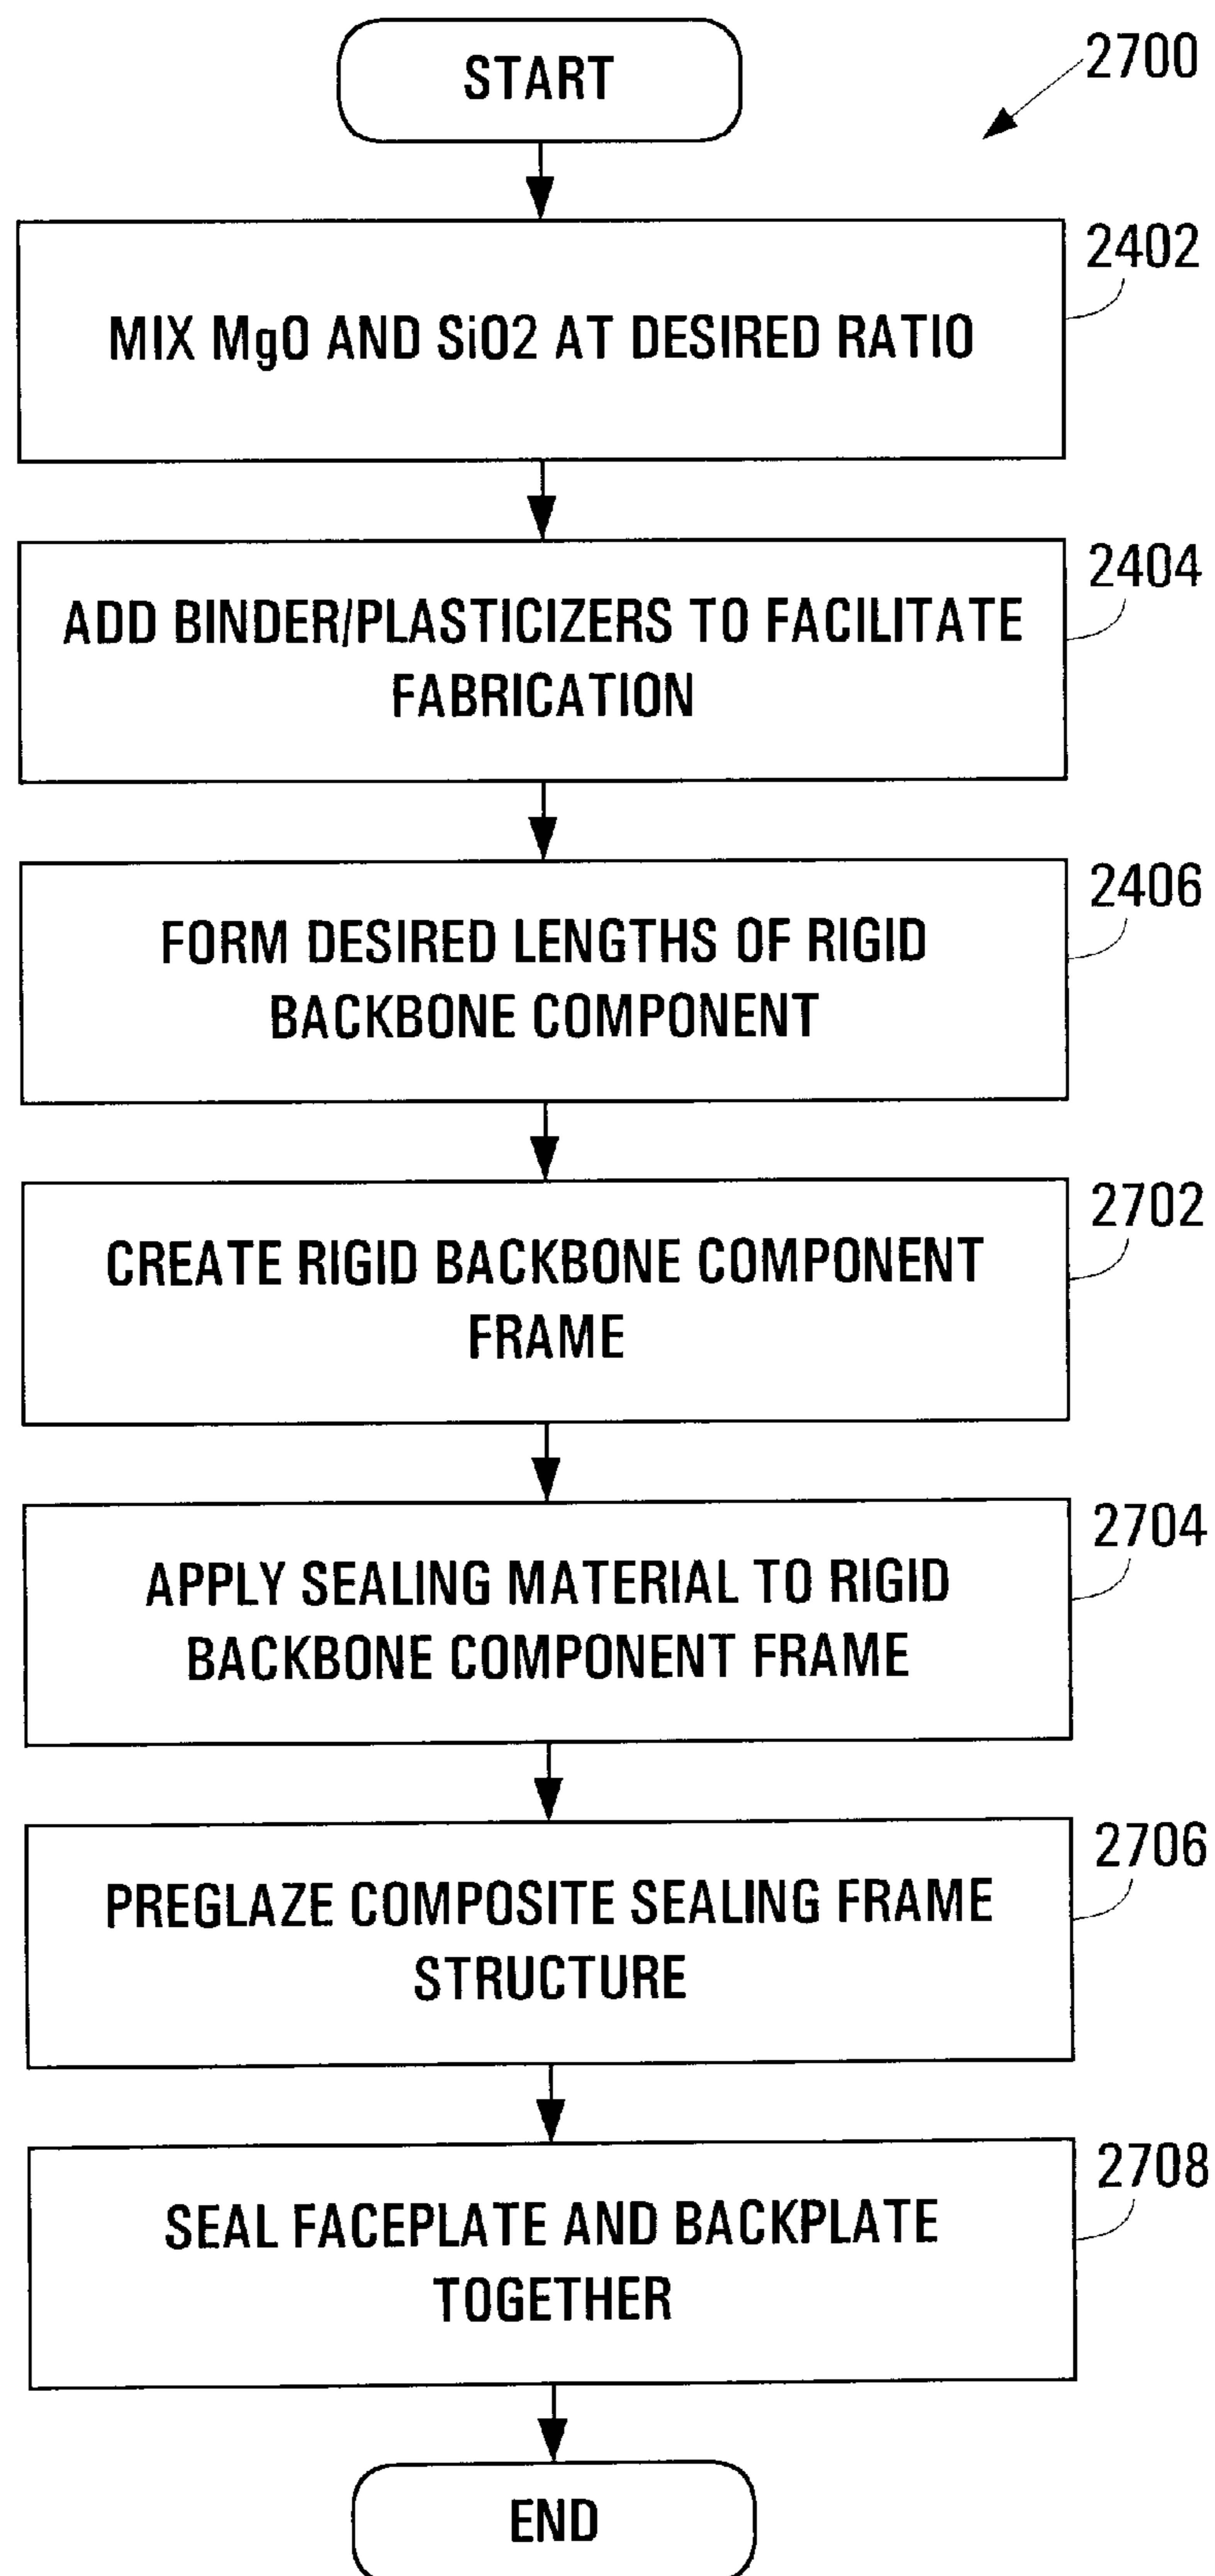 START
2700
2402
MIX MgO AND SiO2 AT DESIRED RATIO
2404
ADD BINDER/PLASTICIZERS TO FACILITATE
FABRICATION
2406
FORM DESIRED LENGTHS OF RIGID
BACKBONE COMPONENT
2702
CREATE RIGID BACKBONE COMPONENT
FRAME
2704
APPLY SEALING MATERIAL TO RIGID
BACKBONE COMPONENT FRAME
2706
PREGLAZE COMPOSITE SEALING FRAME
STRUCTURE
2708
SEAL FACEPLATE AND BACKPLATE
TOGETHER
END